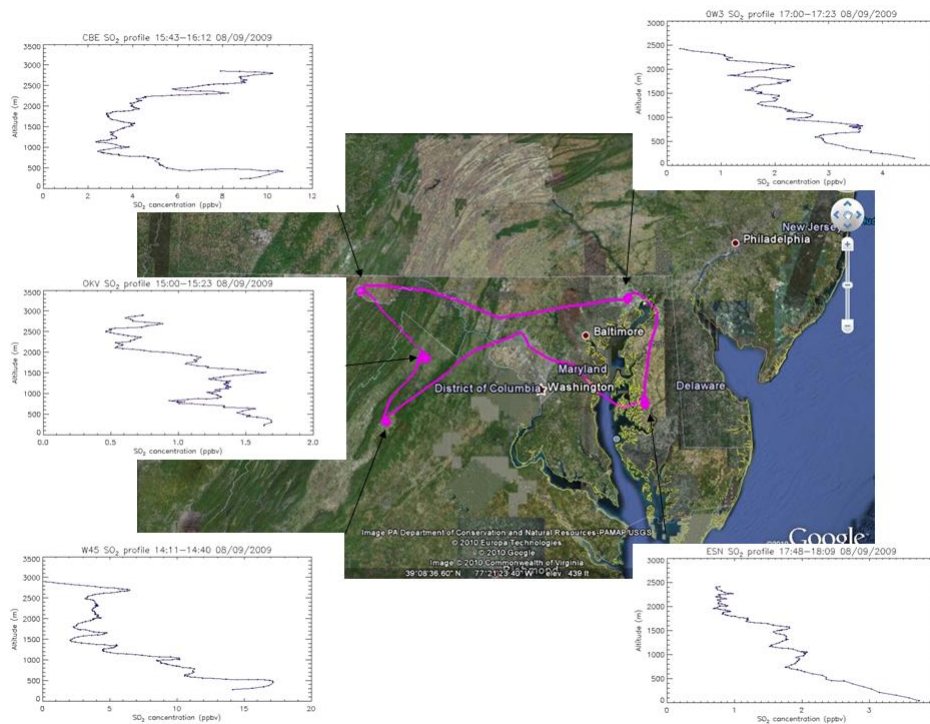 CBE SO2 profile 15:43-16:12 08/09/2009
3500
3000
2500
2000
1500
1000
500
0
Altitude (m)
0 2 4 6 8 10 12
SO2 concentration (ppbv)
0W3 SO2 profile 17:00-17:23 08/09/2009
3000
2500
2000
1500
1000
500
0
Altitude (m)
0 1 2 3 4
SO2 concentration (ppbv)
New Jersey
Philadelphia
OKV SO2 profile 15:00-15:23 08/09/2009
3500
3000
2500
2000
1500
1000
500
0
Altitude (m)
0.0 0.5 1.0 1.5 2.0
SO2 concentration (ppbv)
Baltimore
Maryland
Delaware
District of Columbia Washington
Image PA Department of Conservation and Natural Resources-PAMAP/USGS
© 2010 Europa Technologies
© 2010 Google
Image © 2010 Commonwealth of Virginia
39°08'36.60" N 77°21'23.40" W elev 439 ft
Richmond
©2010 Google
W45 SO2 profile 14:11-14:40 08/09/2009
3500
3000
2500
2000
1500
1000
500
0
Altitude (m)
0 5 10 15 20
SO2 concentration (ppbv)
ESN SO2 profile 17:48-18:09 08/09/2009
3000
2500
2000
1500
1000
500
0
Altitude (m)
0 1 2 3
SO2 concentration (ppbv)